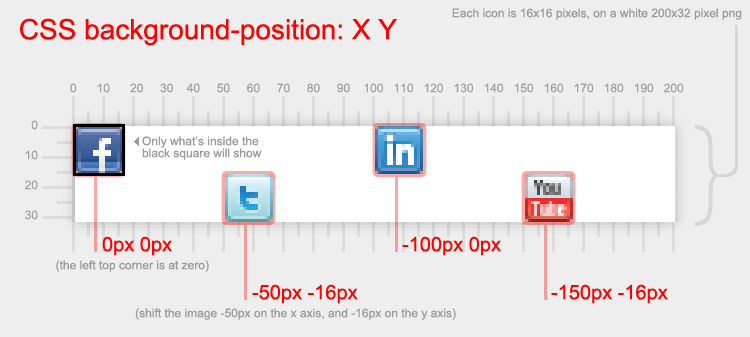 Each icon is 16x16 pixels, on a white 200x32 pixel png
CSS background-position: X Y
0 10 20 30 40 50 60 70 80 90 100 110 120 130 140 150 160 170 180 190 200
0
10
20
30
f
Only what's inside the
black square will show
in
t
You
Tube
0px 0px
(the left top corner is at zero)
-100px 0px
-50px -16px
-150px -16px
(shift the image -50px on the x axis, and -16px on the y axis)